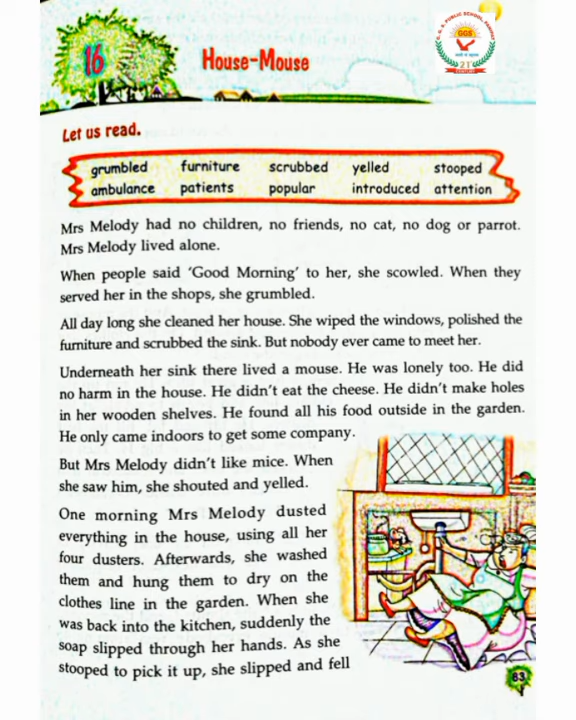 16
House-Mouse
G.G.S. PUBLIC SCHOOL
GGS
21
Let us read.
grumbled furniture scrubbed yelled stooped
ambulance patients popular introduced attention
Mrs Melody had no children, no friends, no cat, no dog or parrot.
Mrs Melody lived alone.
When people said ‘Good Morning’ to her, she scowled. When they
served her in the shops, she grumbled.
All day long she cleaned her house. She wiped the windows, polished the
furniture and scrubbed the sink. But nobody ever came to meet her.
Underneath her sink there lived a mouse. He was lonely too. He did
no harm in the house. He didn’t eat the cheese. He didn’t make holes
in her wooden shelves. He found all his food outside in the garden.
He only came indoors to get some company.
But Mrs Melody didn’t like mice. When
she saw him, she shouted and yelled.
One morning Mrs Melody dusted
everything in the house, using all her
four dusters. Afterwards, she washed
them and hung them to dry on the
clothes line in the garden. When she
was back into the kitchen, suddenly the
soap slipped through her hands. As she
stooped to pick it up, she slipped and fell
83